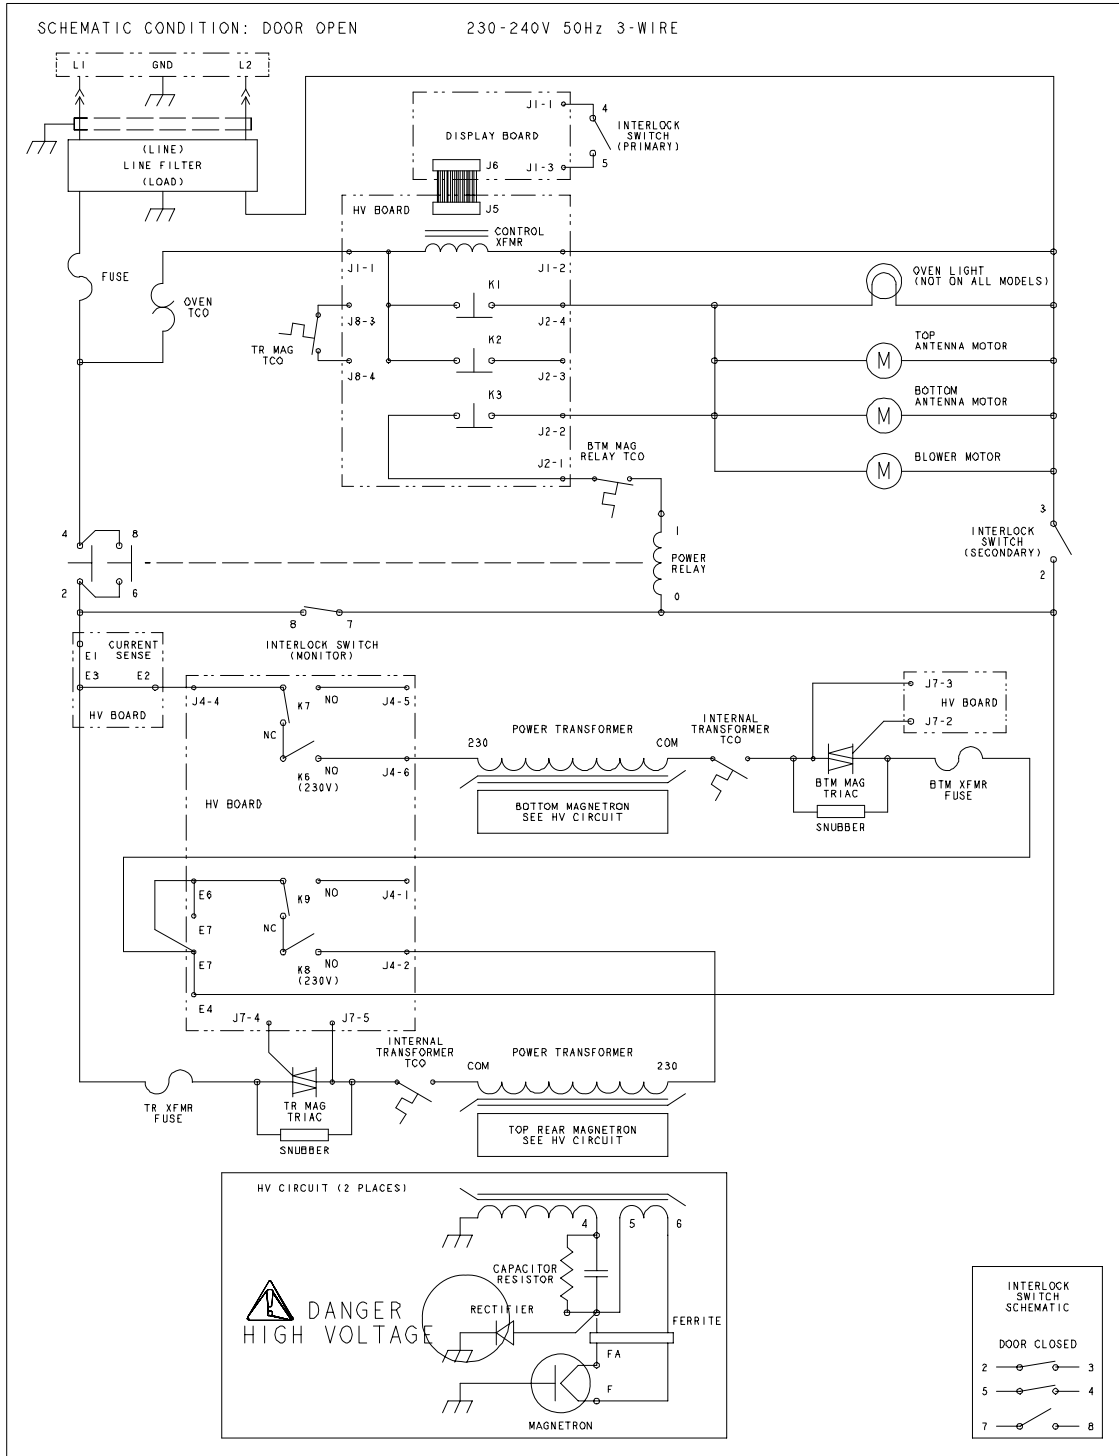 SCHEMATIC CONDITION: DOOR OPEN
230-240V 50Hz 3-WIRE
L1
GND
L2
(LINE)
LINE FILTER
(LOAD)
J1-1
DISPLAY BOARD
J1-3
J6
4
INTERLOCK
SWITCH
(PRIMARY)
5
HV BOARD
J5
CONTROL
XFMR
J1-1
J1-2
FUSE
OVEN
TCO
K1
J8-3
J2-4
TR MAG
TCO
K2
J8-4
J2-3
K3
J2-2
J2-1
OVEN LIGHT
(NOT ON ALL MODELS)
TOP
ANTENNA MOTOR
M
BOTTOM
ANTENNA MOTOR
M
BLOWER MOTOR
M
BTM MAG
RELAY TCO
3
INTERLOCK
SWITCH
(SECONDARY)
2
4
8
2
6
1
POWER
RELAY
0
8
7
INTERLOCK SWITCH
(MONITOR)
CURRENT
SENSE
E1
E3
E2
HV BOARD
J4-4
K7
NO
J4-5
NC
K6
(230V)
NO
J4-6
HV BOARD
230
POWER TRANSFORMER
COM
BOTTOM MAGNETRON
SEE HV CIRCUIT
INTERNAL
TRANSFORMER
TCO
J7-3
HV BOARD
J7-2
BTM MAG
TRIAC
SNUBBER
BTM XFMR
FUSE
E6
K9
NO
J4-1
E7
NC
E7
K8
(230V)
NO
J4-2
E4
J7-4
J7-5
INTERNAL
TRANSFORMER
TCO
COM
POWER TRANSFORMER
230
TR XFMR
FUSE
TR MAG
TRIAC
SNUBBER
TOP REAR MAGNETRON
SEE HV CIRCUIT
HV CIRCUIT (2 PLACES)
4
5
6
CAPACITOR
RESISTOR
DANGER
HIGH VOLTAGE
RECTIFIER
FERRITE
FA
F
MAGNETRON
INTERLOCK
SWITCH
SCHEMATIC
DOOR CLOSED
2
3
5
4
7
8